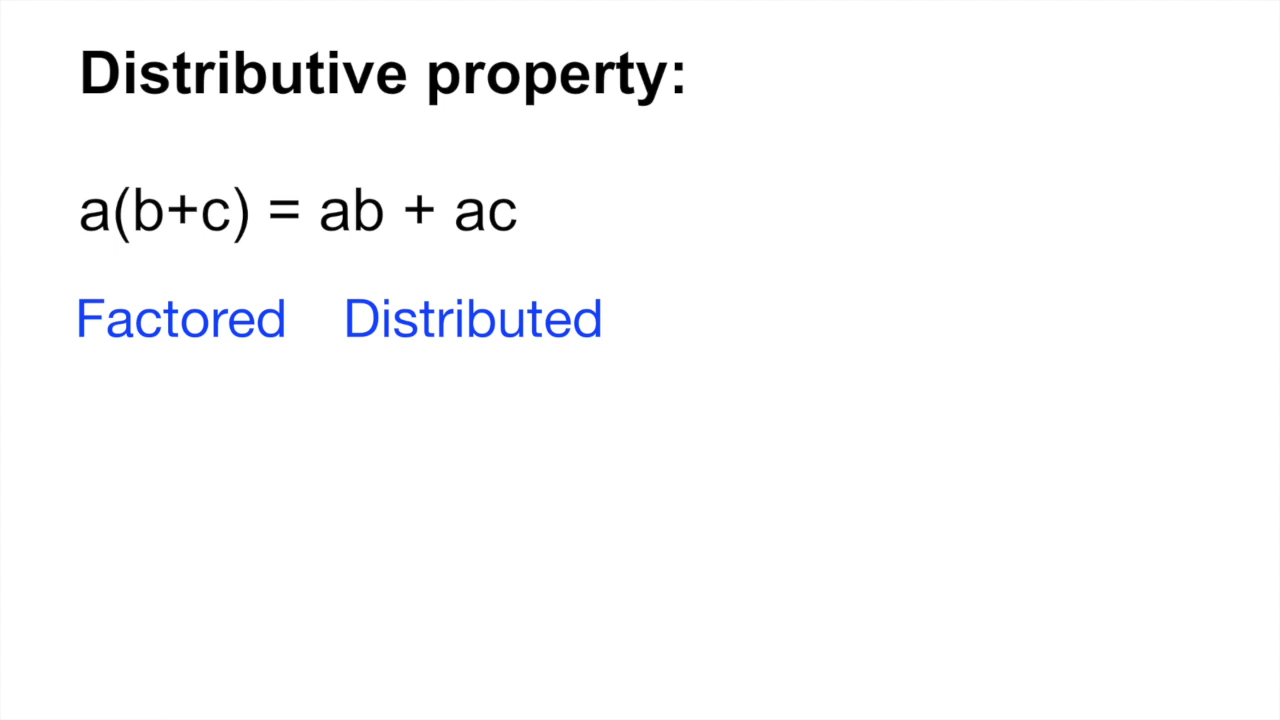 Distributive property:
a(b+c) = ab + ac
Factored Distributed